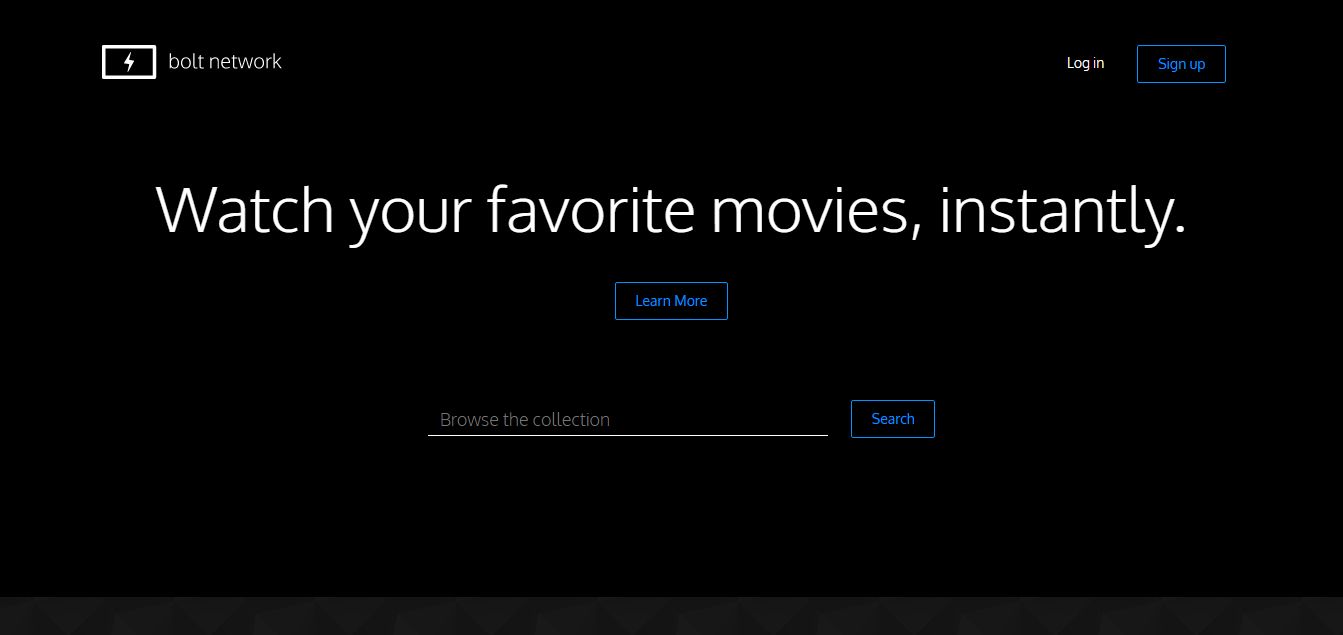 bolt network
Log in
Sign up
Watch your favorite movies, instantly.
Learn More
Browse the collection
Search